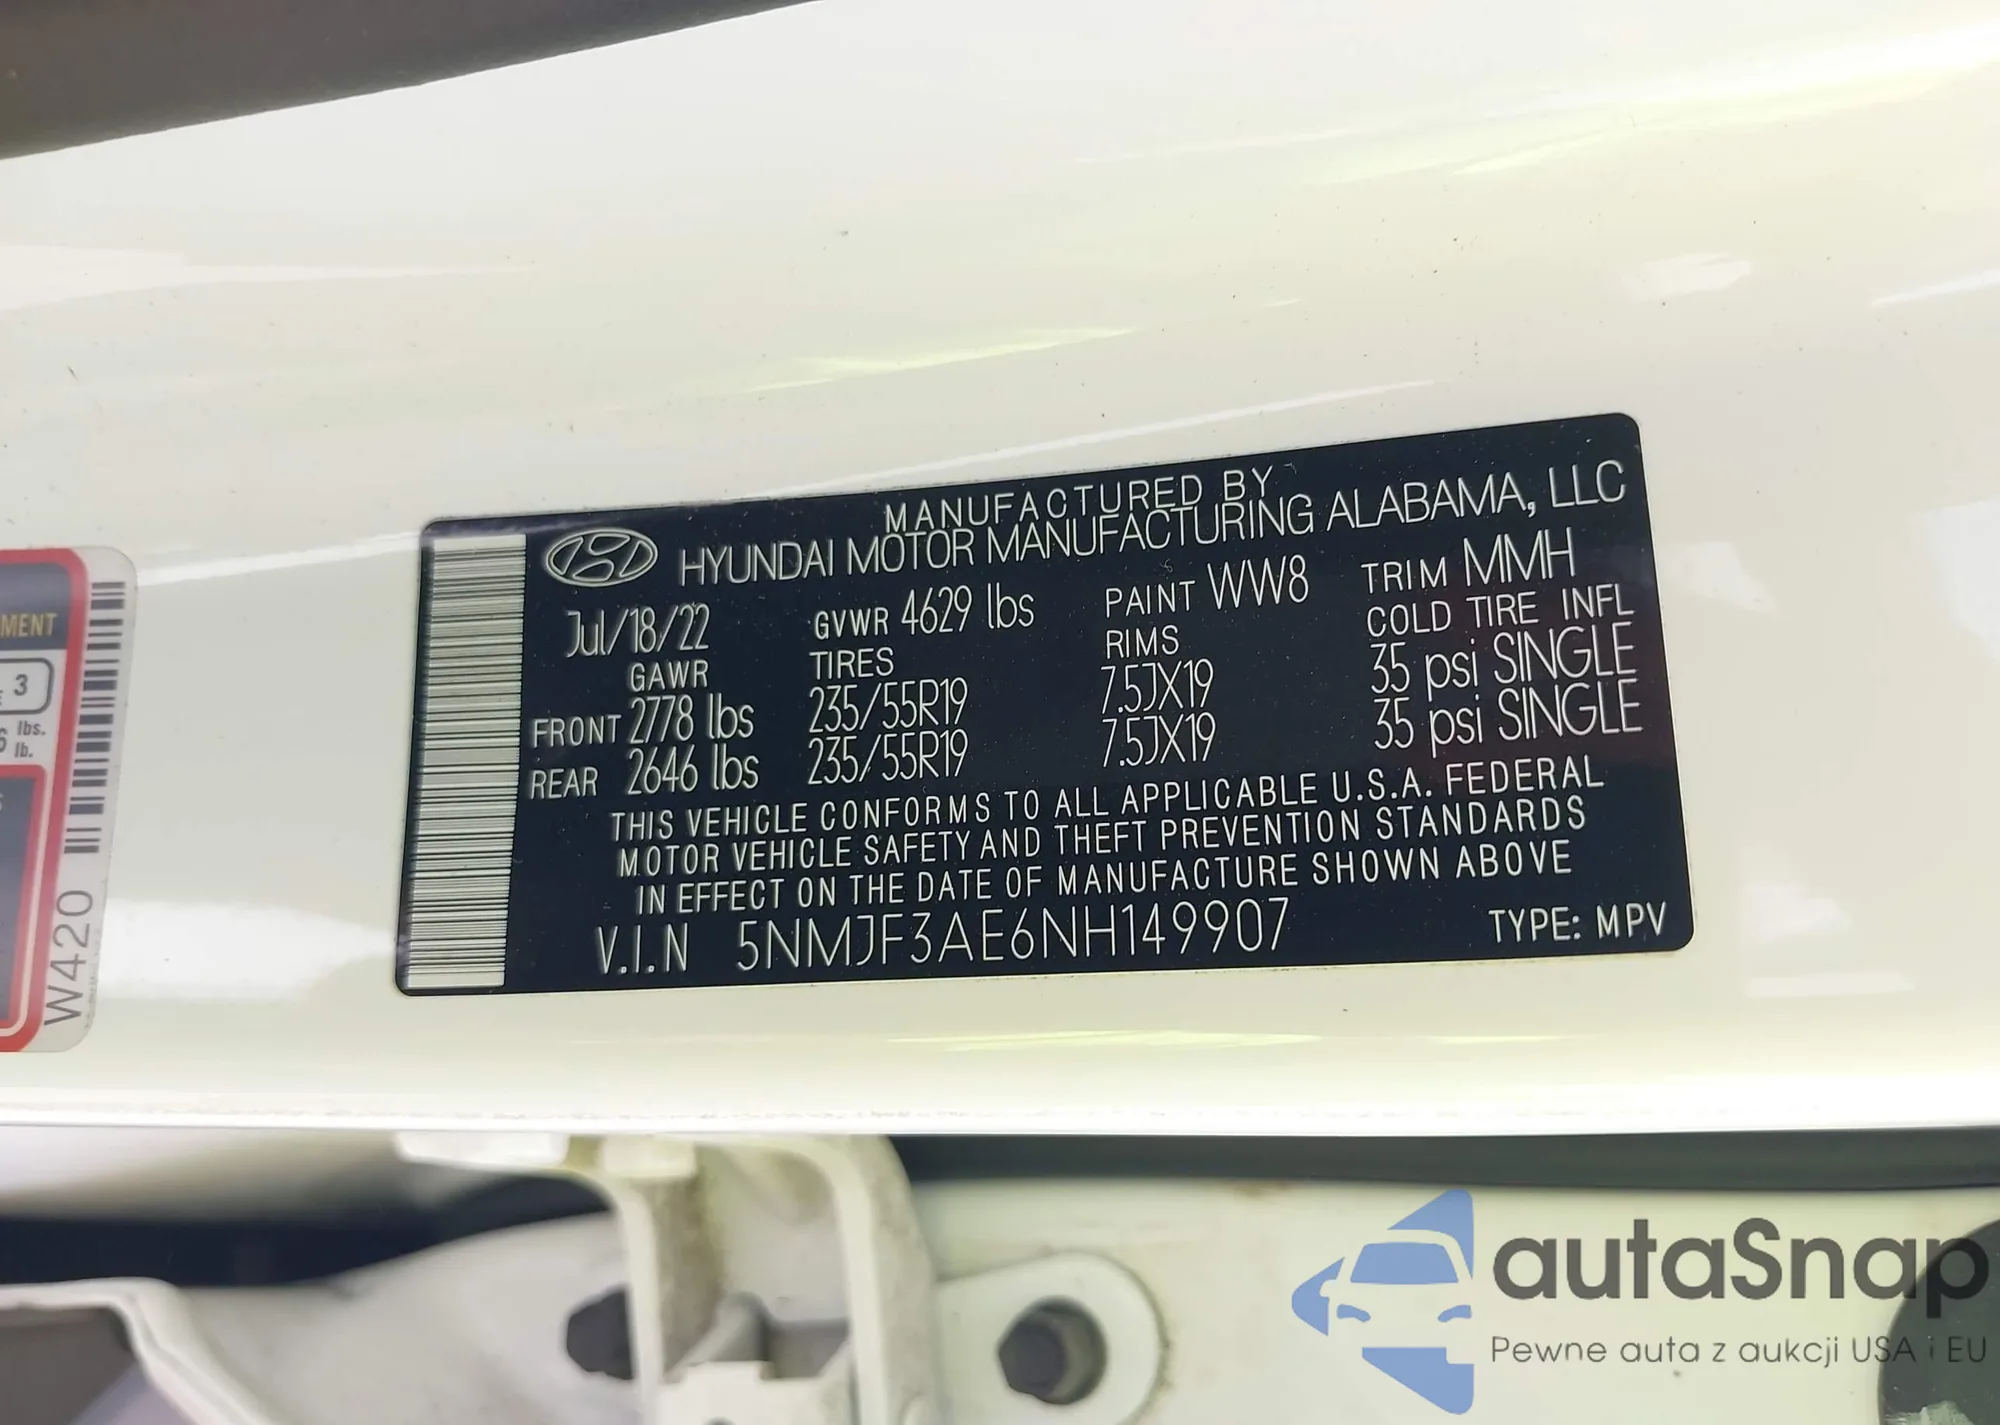 MANUFACTURED BY
HYUNDAI MOTOR MANUFACTURING ALABAMA, LLC
Jul/18/22 GVWR 4629 lbs PAINT WW8 TRIM MMH
GAWR TIRES RIMS COLD TIRE INFL
FRONT 2778 lbs 235/55R19 7.5JX19 35 psi SINGLE
REAR 2646 lbs 235/55R19 7.5JX19 35 psi SINGLE
THIS VEHICLE CONFORMS TO ALL APPLICABLE U.S.A. FEDERAL
MOTOR VEHICLE SAFETY AND THEFT PREVENTION STANDARDS
IN EFFECT ON THE DATE OF MANUFACTURE SHOWN ABOVE
V.I.N 5NMJF3AE6NH149907 TYPE: MPV
MENT
3
lbs.
lb.
W420
autaSnap
Pewne auta z aukcji USA i EU